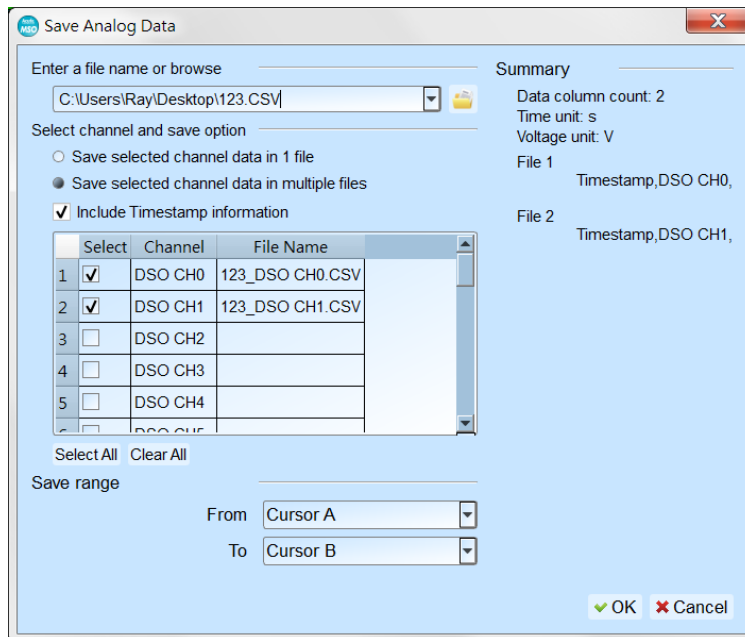 Save Analog Data
Enter a file name or browse
C:\Users\Ray\Desktop\123.CSV
Select channel and save option
Save selected channel data in 1 file
Save selected channel data in multiple files
Include Timestamp information
Select Channel File Name
1 DSO CH0 123_DSO CH0.CSV
2 DSO CH1 123_DSO CH1.CSV
3 DSO CH2
4 DSO CH3
5 DSO CH4
6 DSO CH5
Select All Clear All
Save range
From Cursor A
To Cursor B
Summary
Data column count: 2
Time unit: s
Voltage unit: V
File 1
Timestamp,DSO CH0,
File 2
Timestamp,DSO CH1,
OK Cancel